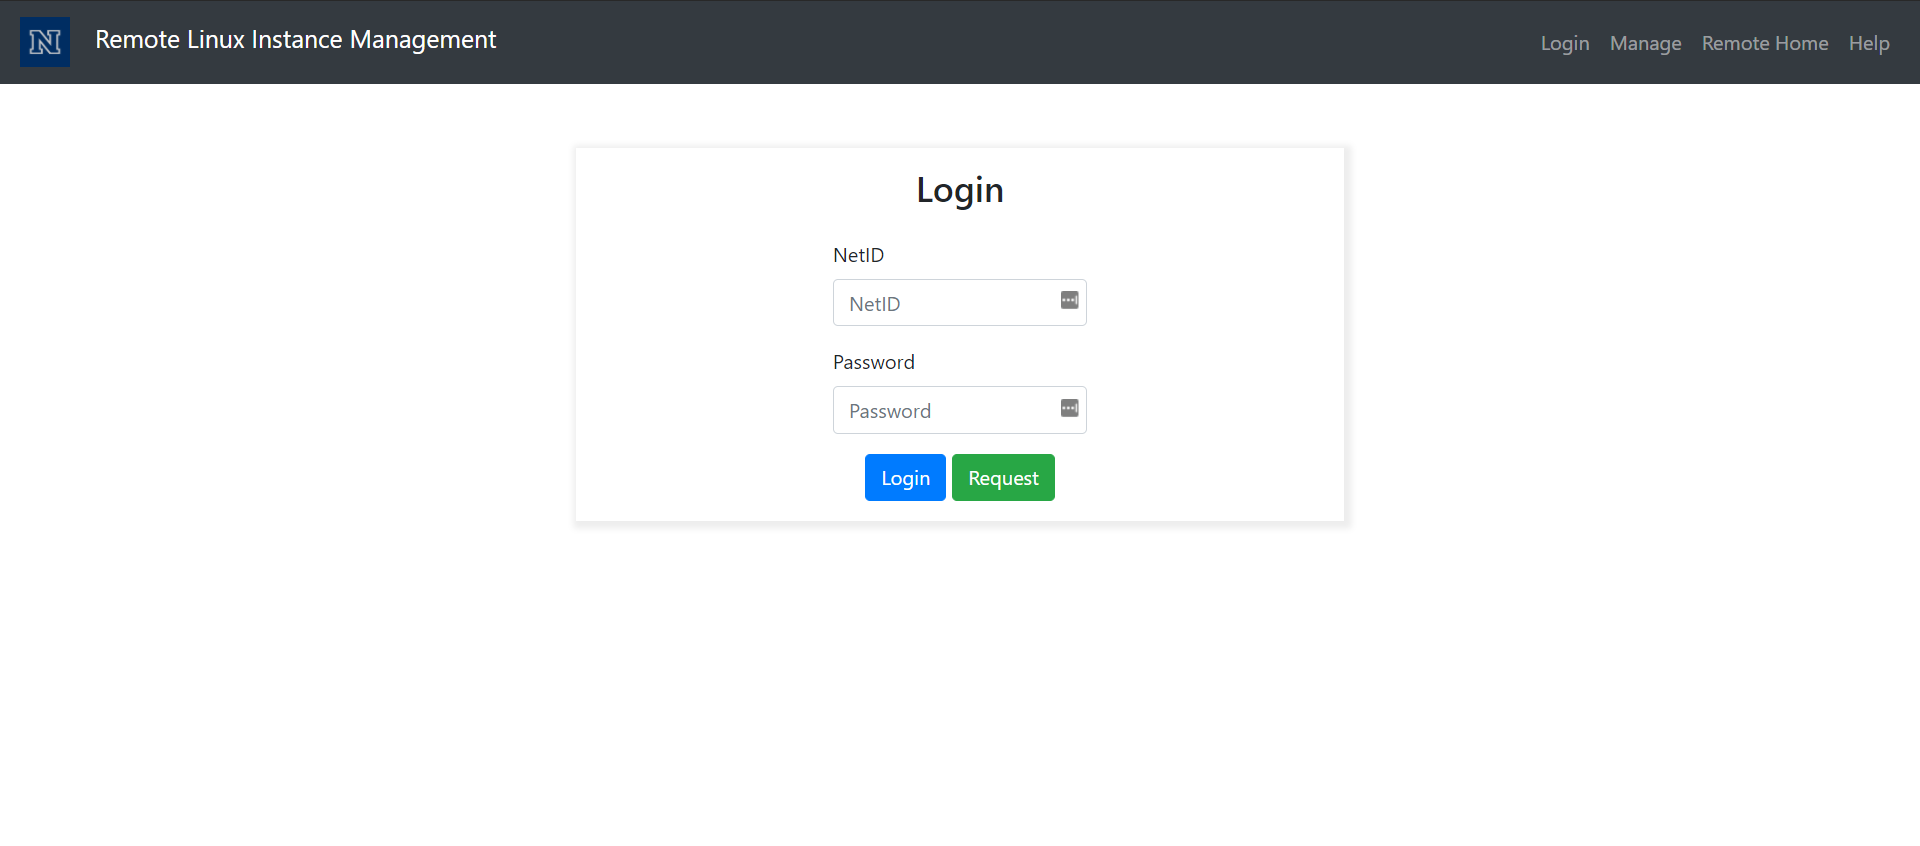 N
Remote Linux Instance Management
Login Manage Remote Home Help
Login
NetID
NetID
Password
Password
Login Request